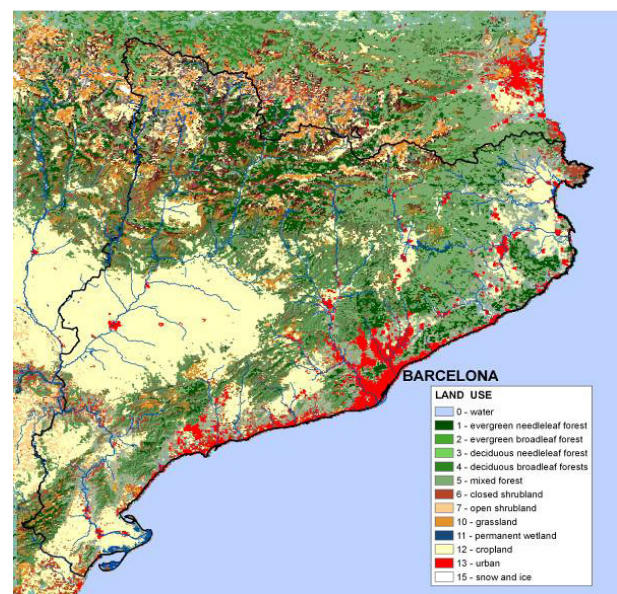 BARCELONA
LAND USE
0 - water
1 - evergreen needleleaf forest
2 - evergreen broadleaf forest
3 - deciduous needleleaf forest
4 - deciduous broadleaf forests
5 - mixed forest
6 - closed shrubland
7 - open shrubland
10 - grassland
11 - permanent wetland
12 - cropland
13 - urban
15 - snow and ice